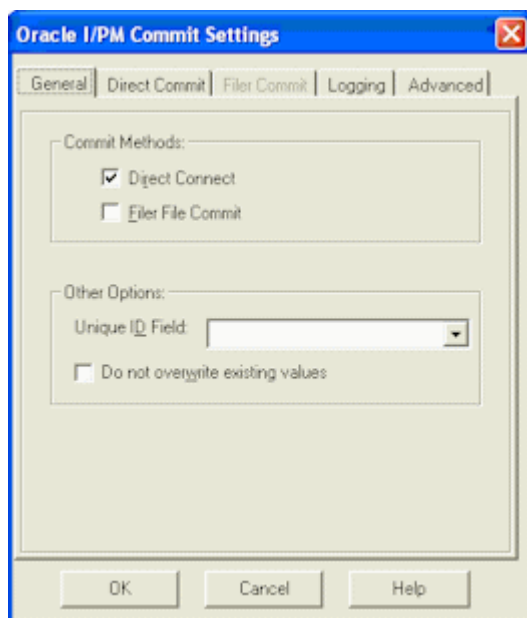 Oracle I/PM Commit Settings
General Direct Commit Filer Commit Logging Advanced
Commit Methods:
Direct Connect
Filer File Commit
Other Options:
Unique ID Field:
Do not overwrite existing values
OK Cancel Help